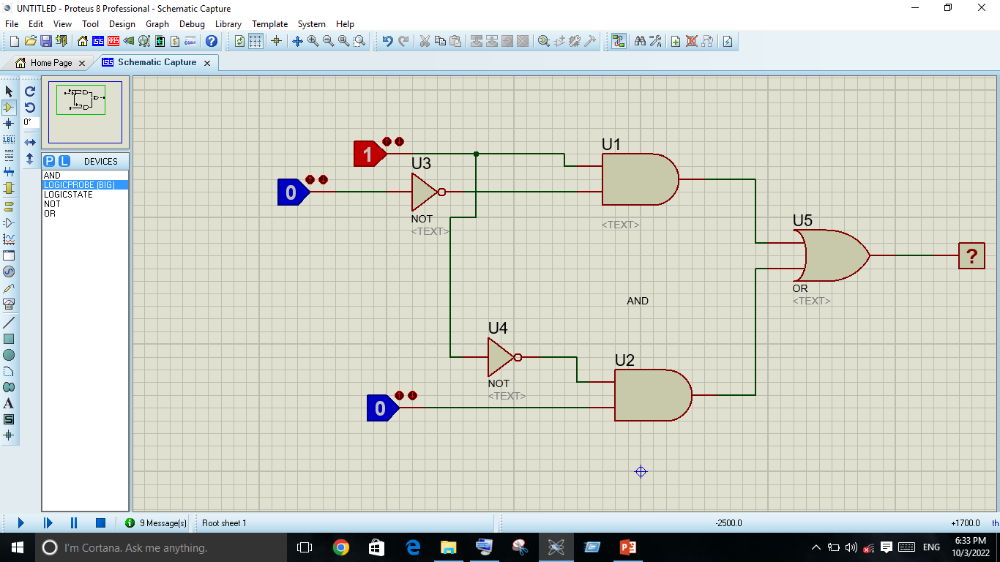 UNTITLED - Proteus 8 Professional - Schematic Capture
File Edit View Tool Design Graph Debug Library Template System Help
Home Page
Schematic Capture
0°
LBL
P L DEVICES
AND
LOGICPROBE (BIG)
LOGICSTATE
NOT
OR
A
S
1
U3
NOT
<TEXT>
0
U1
<TEXT>
U5
OR
<TEXT>
?
AND
U4
NOT
<TEXT>
U2
0
9 Message(s)
Root sheet 1
-2500.0
+1700.0
th
I'm Cortana. Ask me anything.
ENG
6:33 PM
10/3/2022